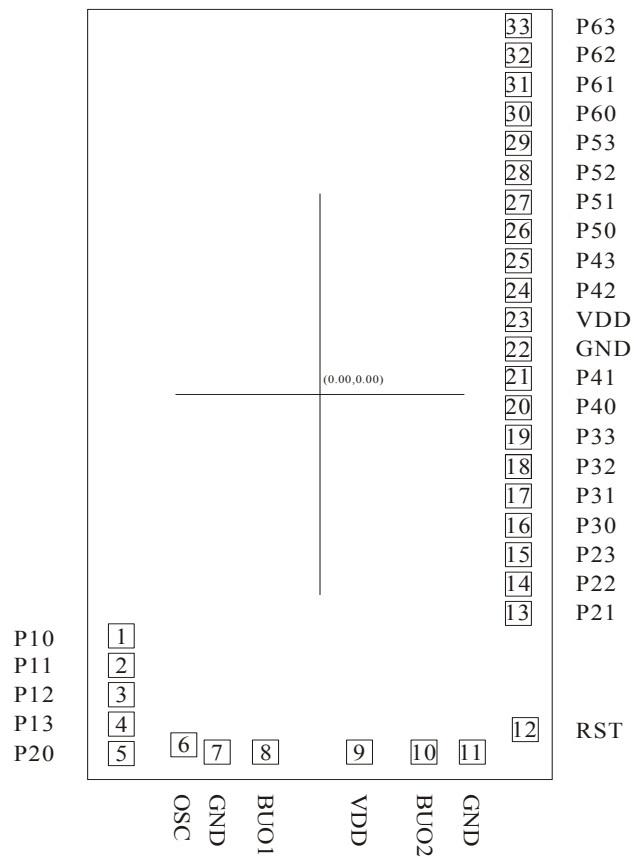 33 P63
32 P62
31 P61
30 P60
29 P53
28 P52
27 P51
26 P50
25 P43
24 P42
23 VDD
22 GND
(0.00,0.00)
21 P41
20 P40
19 P33
18 P32
17 P31
16 P30
15 P23
14 P22
13 P21
P10 1
P11 2
P12 3
P13 4
P20 5
6
7
8
9
10
11
12 RST
OSC
GND
BUO1
VDD
BUO2
GND